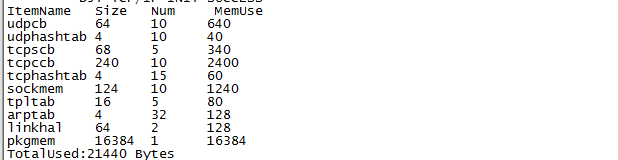 ItemName   Size   Num     MemUse
udpcb      64     10     640
udphashtab 4      10     40
tcpscb     68     5      340
tcpccb     240    10     2400
tcphashtab 4      15     60
sockmem    124    10     1240
tpltab     16     5      80
arptab     4      32     128
linkhal    64     2      128
pkgmem     16384  1      16384
TotalUsed:21440 Bytes